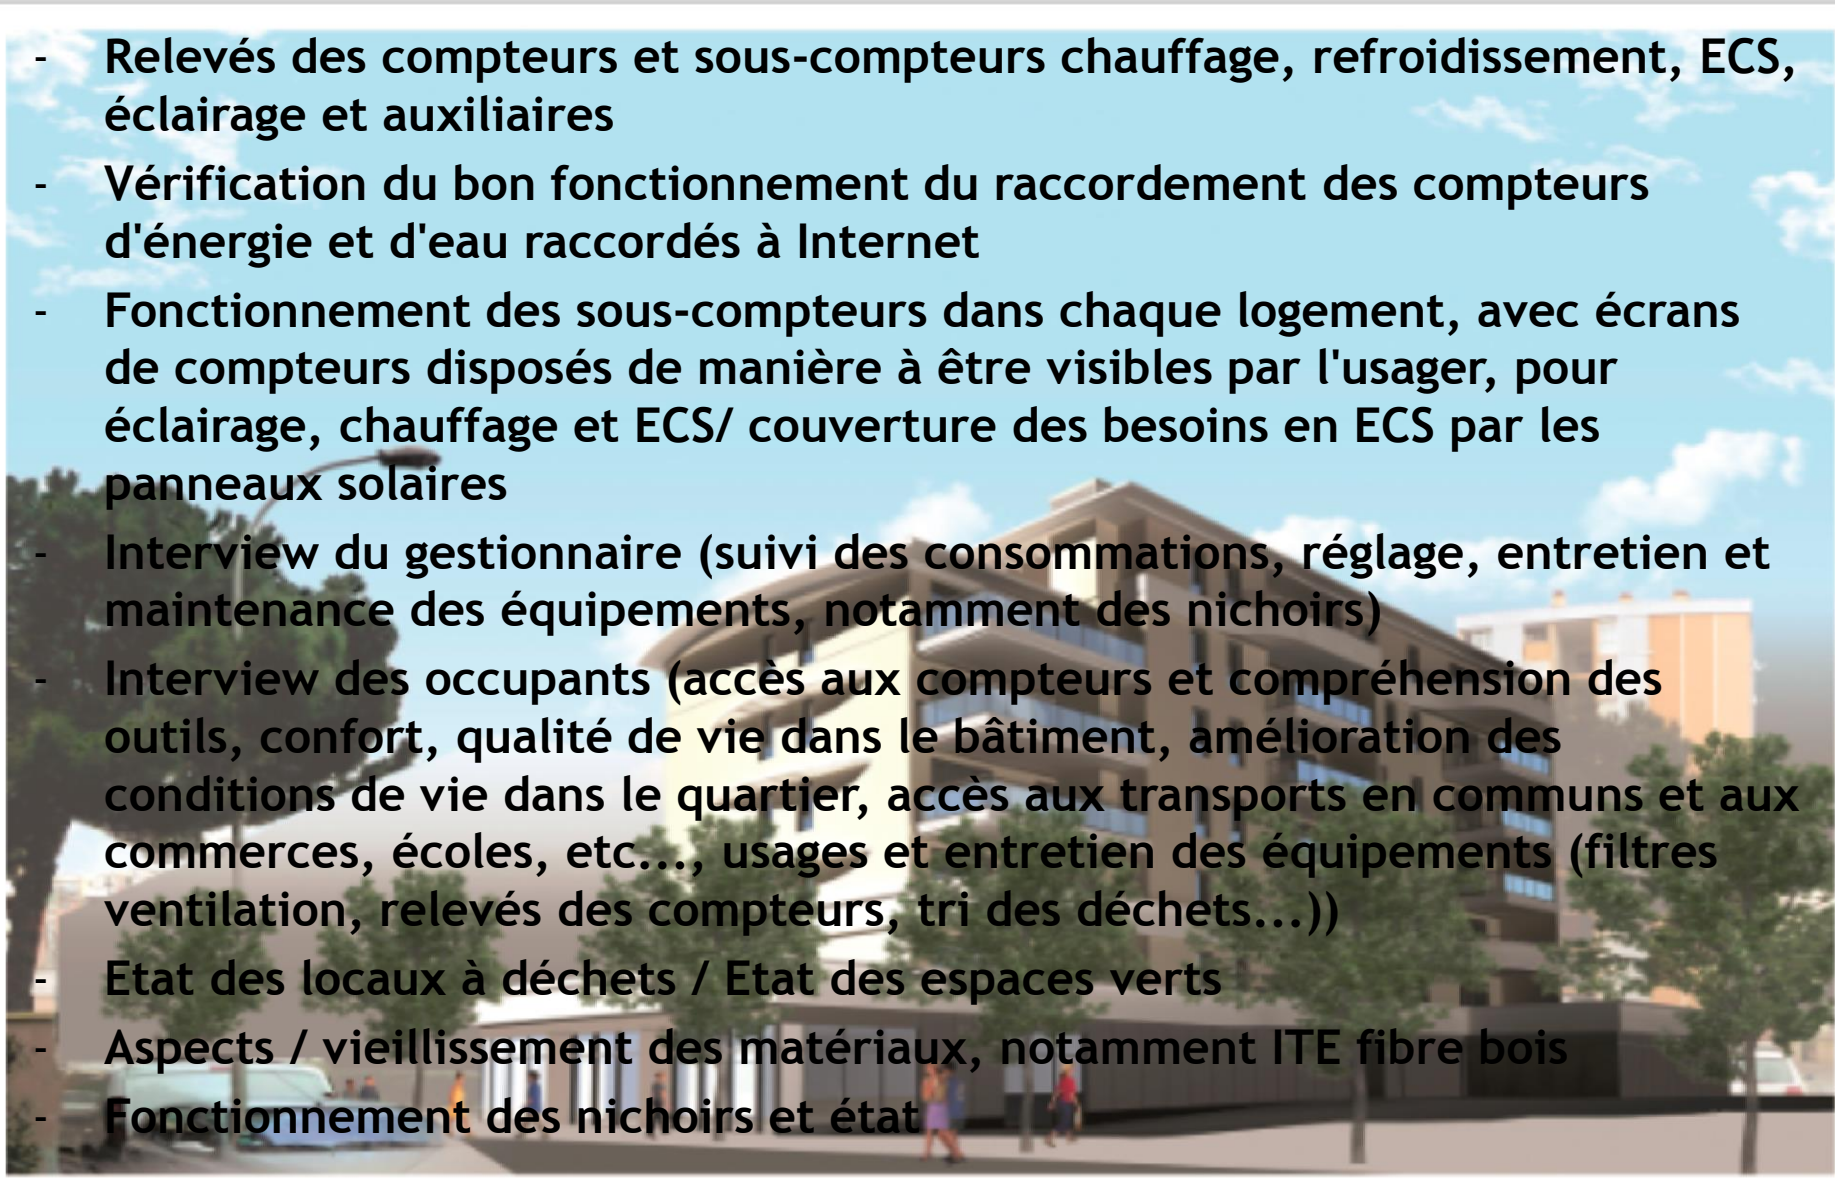 - Relevés des compteurs et sous-compteurs chauffage, refroidissement, ECS,
éclairage et auxiliaires
- Vérification du bon fonctionnement du raccordement des compteurs
d'énergie et d'eau raccordés à Internet
- Fonctionnement des sous-compteurs dans chaque logement, avec écrans
de compteurs disposés de manière à être visibles par l'usager, pour
éclairage, chauffage et ECS/ couverture des besoins en ECS par les
panneaux solaires
- Interview du gestionnaire (suivi des consommations, réglage, entretien et
maintenance des équipements, notamment des nichoirs)
- Interview des occupants (accès aux compteurs et compréhension des
outils, confort, qualité de vie dans le bâtiment, amélioration des
conditions de vie dans le quartier, accès aux transports en communs et aux
commerces, écoles, etc..., usages et entretien des équipements (filtres
ventilation, relevés des compteurs, tri des déchets...))
- Etat des locaux à déchets / Etat des espaces verts
- Aspects / vieillissement des matériaux, notamment ITE fibre bois
- Fonctionnement des nichoirs et état